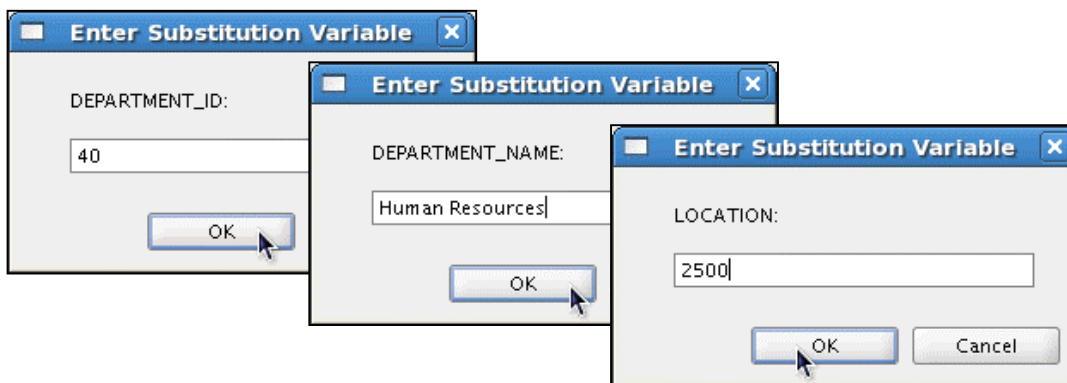 Enter Substitution Variable
DEPARTMENT_ID:
40
OK
Enter Substitution Variable
DEPARTMENT_NAME:
Human Resources
OK
Enter Substitution Variable
LOCATION:
2500
OK Cancel